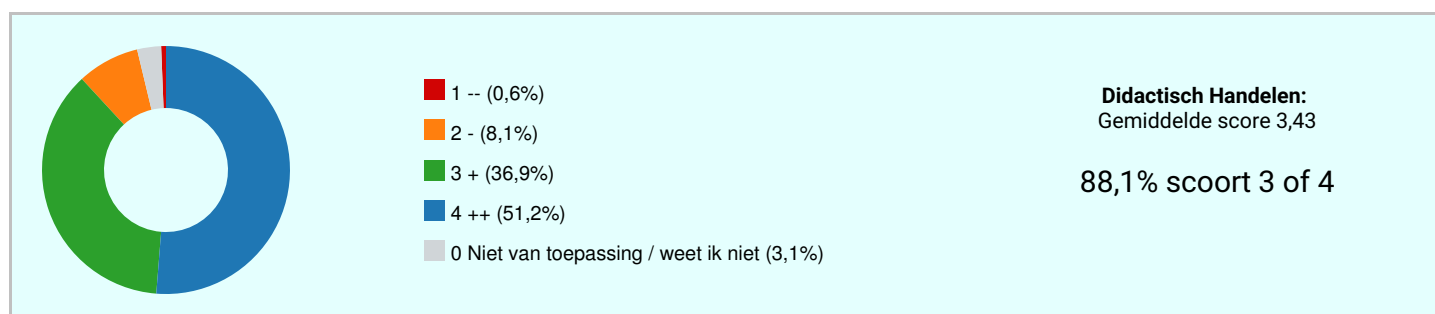 1 -- (0,6%)
2 - (8,1%)
3 + (36,9%)
4 ++ (51,2%)
0 Niet van toepassing / weet ik niet (3,1%)
Didactisch Handelen:
Gemiddelde score 3,43
88,1% scoort 3 of 4